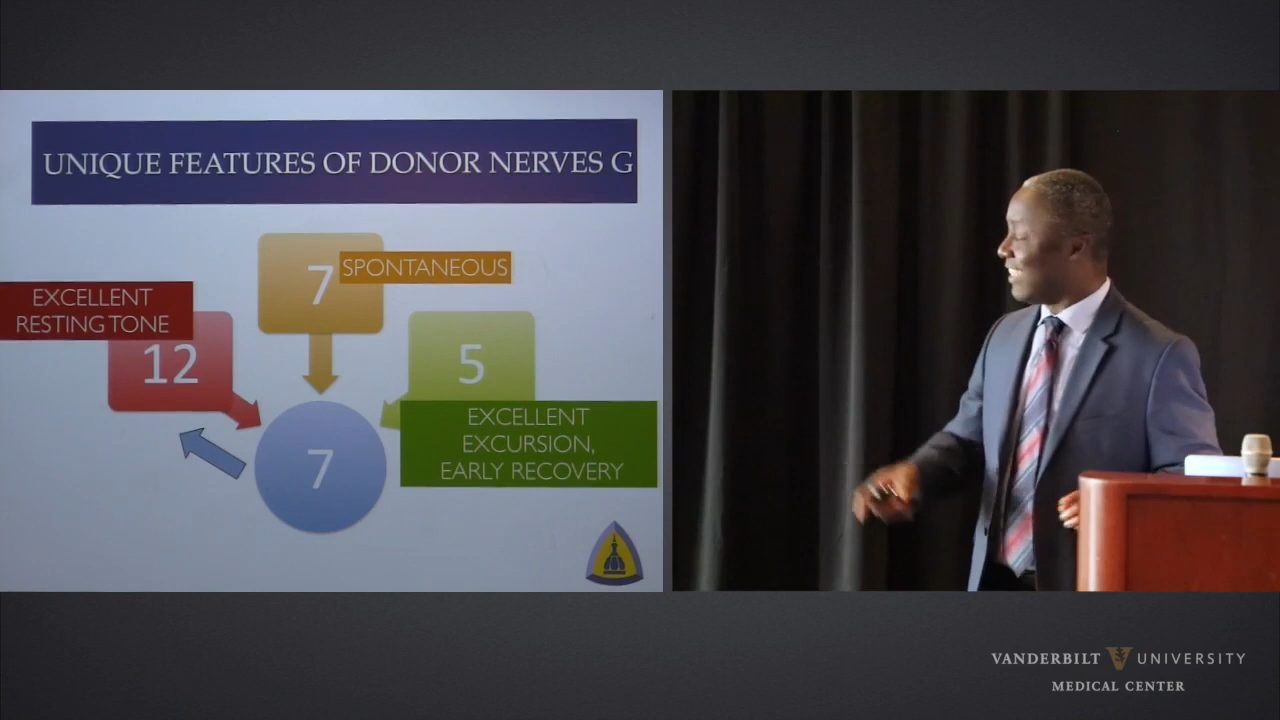 UNIQUE FEATURES OF DONOR NERVES G
7
SPONTANEOUS
EXCELLENT
RESTING TONE
12
5
EXCELLENT
EXCURSION,
EARLY RECOVERY
7
VANDERBILT V UNIVERSITY
MEDICAL CENTER